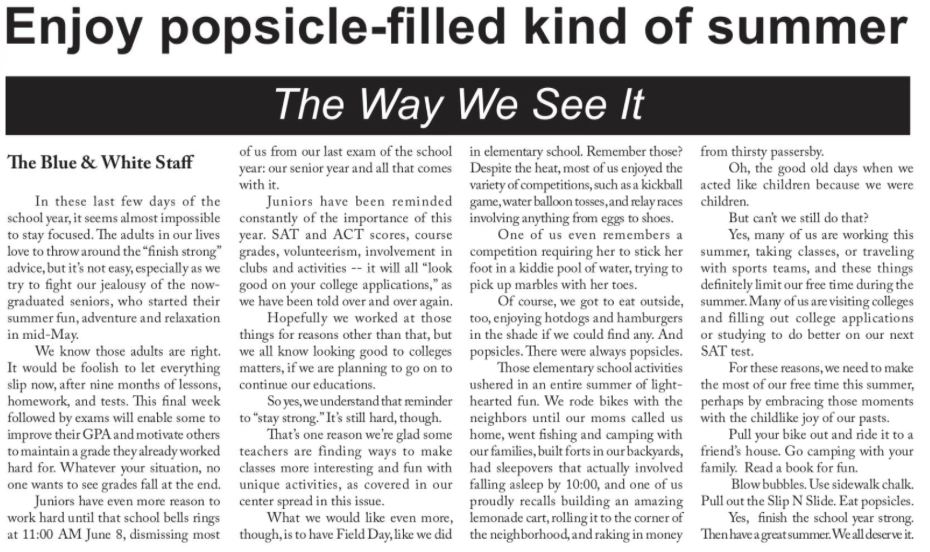 Enjoy popsicle-filled kind of summer
The Way We See It
The Blue & White Staff
In these last few days of the
school year, it seems almost impossible
to stay focused. The adults in our lives
love to throw around the “finish strong”
advice, but it’s not easy, especially as we
try to fight our jealousy of the now-
graduated seniors, who started their
summer fun, adventure and relaxation
in mid-May.
We know those adults are right.
It would be foolish to let everything
slip now, after nine months of lessons,
homework, and tests. This final week
followed by exams will enable some to
improve their GPA and motivate others
to maintain a grade they already worked
hard for. Whatever your situation, no
one wants to see grades fall at the end.
Juniors have even more reason to
work hard until that school bells rings
at 11:00 AM June 8, dismissing most
of us from our last exam of the school
year: our senior year and all that comes
with it.
Juniors have been reminded
constantly of the importance of this
year. SAT and ACT scores, course
grades, volunteerism, involvement in
clubs and activities -- it will all “look
good on your college applications,” as
we have been told over and over again.
Hopefully we worked at those
things for reasons other than that, but
we all know looking good to colleges
matters, if we are planning to go on to
continue our educations.
So yes, we understand that reminder
to “stay strong.” It’s still hard, though.
That’s one reason we’re glad some
teachers are finding ways to make
classes more interesting and fun with
unique activities, as covered in our
center spread in this issue.
What we would like even more,
though, is to have Field Day, like we did
in elementary school. Remember those?
Despite the heat, most of us enjoyed the
variety of competitions, such as a kickball
game, water balloon tosses, and relay races
involving anything from eggs to shoes.
One of us even remembers a
competition requiring her to stick her
foot in a kiddie pool of water, trying to
pick up marbles with her toes.
Of course, we got to eat outside,
too, enjoying hotdogs and hamburgers
in the shade if we could find any. And
popsicles. There were always popsicles.
Those elementary school activities
ushered in an entire summer of light-
hearted fun. We rode bikes with the
neighbors until our moms called us
home, went fishing and camping with
our families, built forts in our backyards,
had sleepovers that actually involved
falling asleep by 10:00, and one of us
proudly recalls building an amazing
lemonade cart, rolling it to the corner of
the neighborhood, and raking in money
from thirsty passersby.
Oh, the good old days when we
acted like children because we were
children.
But can’t we still do that?
Yes, many of us are working this
summer, taking classes, or traveling
with sports teams, and these things
definitely limit our free time during the
summer. Many of us are visiting colleges
and filling out college applications
or studying to do better on our next
SAT test.
For these reasons, we need to make
the most of our free time this summer,
perhaps by embracing those moments
with the childlike joy of our pasts.
Pull your bike out and ride it to a
friend’s house. Go camping with your
family. Read a book for fun.
Blow bubbles. Use sidewalk chalk.
Pull out the Slip N Slide. Eat popsicles.
Yes, finish the school year strong.
Then have a great summer. We all deserve it.